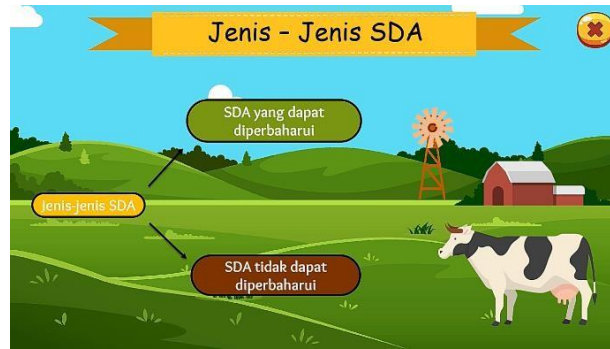 Jenis - Jenis SDA
SDA yang dapat
diperbaharui
Jenis-jenis SDA
SDA tidak dapat
diperbaharui